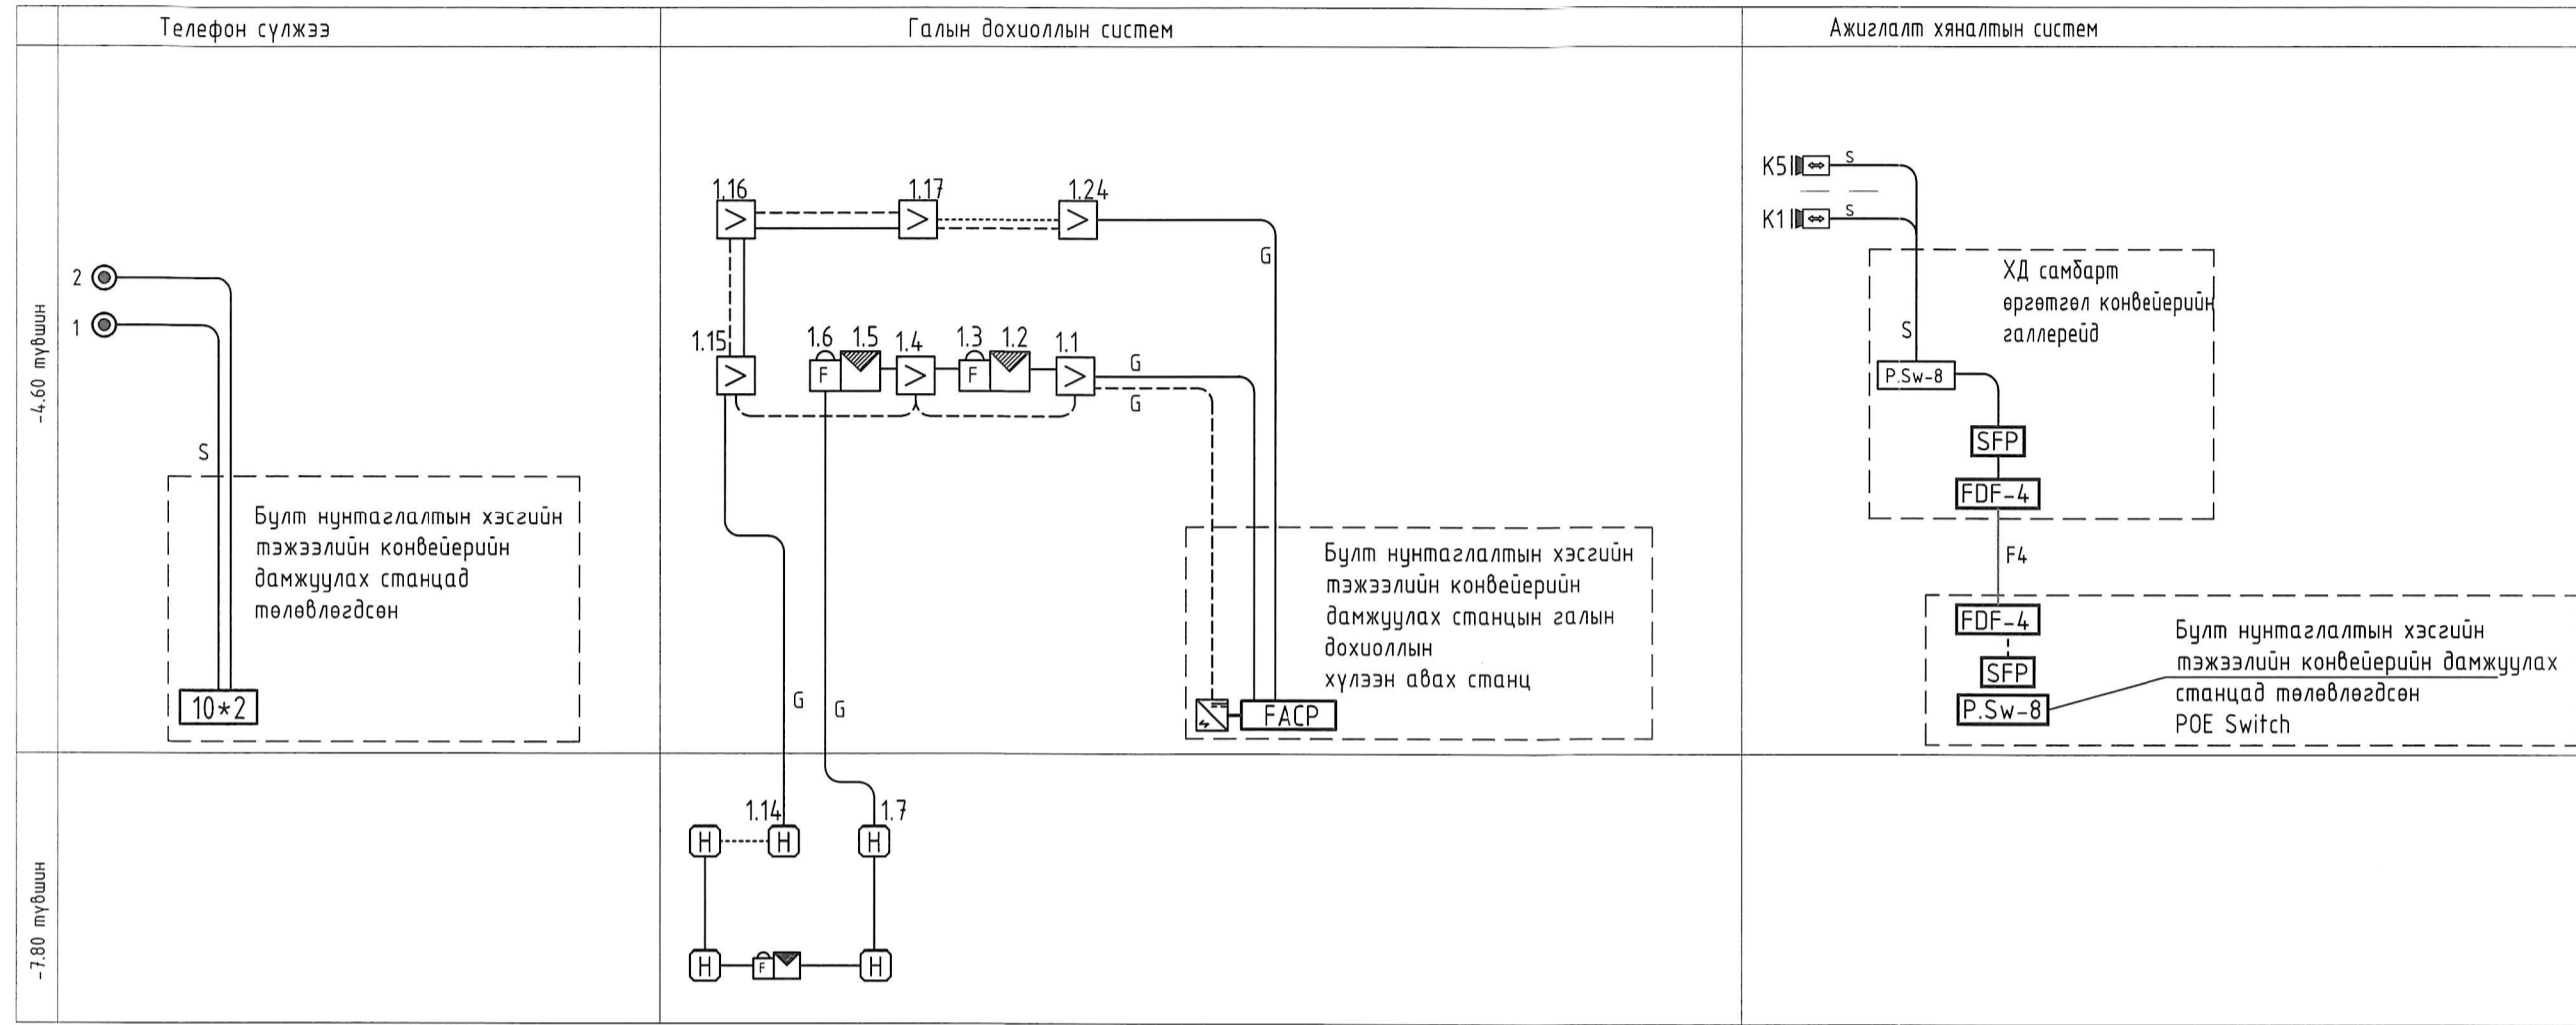 Телефон сүлжээ
Галын дохиоллын систем
Ажиглалт хяналтын систем
-4.60 түвшин
2
1
S
Бүлт нунтаглалтын хэсгийн
тэжээлийн конвейерийн
дамжуулах станцад
төлөвлөгдсөн
10*2
1.16
1.17
1.24
>
>
>
G
1.15
1.6
1.5
1.4
1.3
1.2
1.1
>
F
>
F
>
G
G
Бүлт нунтаглалтын хэсгийн
тэжээлийн конвейерийн
дамжуулах станцын галын
дохиоллын
хүлээн авах станц
G
G
FACP
K5
S
K1
S
ХД самбарт
өргөтгөл конвейерийн
галлерейд
S
P.Sw-8
SFP
FDF-4
F4
FDF-4
SFP
P.Sw-8
Бүлт нунтаглалтын хэсгийн
тэжээлийн конвейерийн дамжуулах
станцад төлөвлөгдсөн
POE Switch
-7.80 түвшин
1.14
1.7
H
H
H
H
F
H